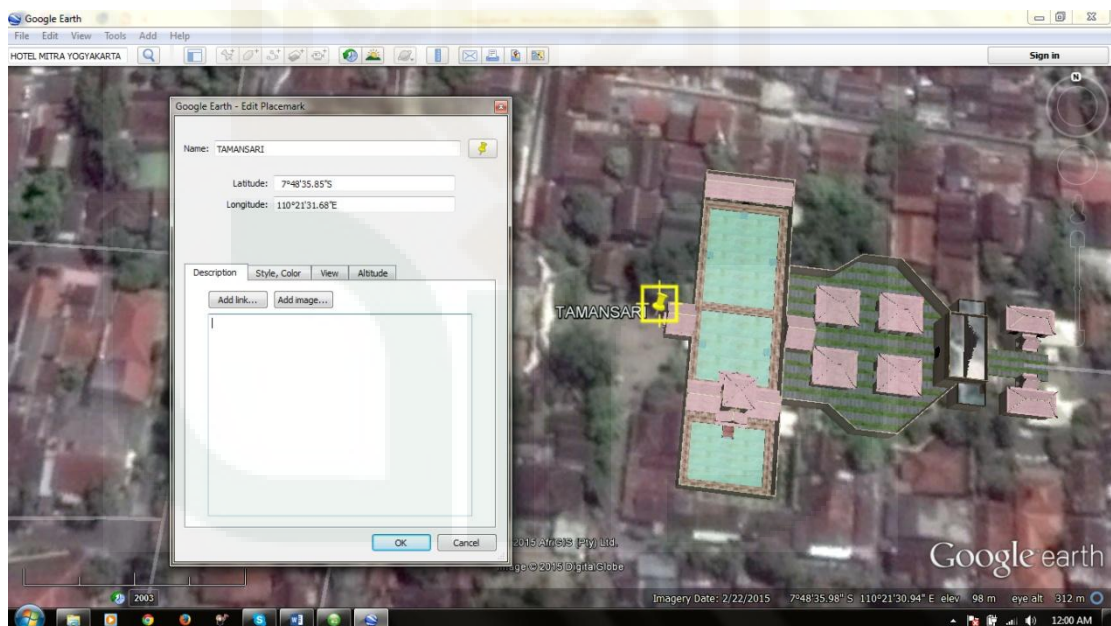 Google Earth
File Edit View Tools Add Help
HOTEL MITRA YOGYAKARTA
Sign in
N
Google Earth - Edit Placemark
Name: TAMANSARI
Latitude: 7°48'35.85"S
Longitude: 110°21'31.68"E
Description Style, Color View Altitude
Add link... Add image...
TAMANSARI
OK Cancel
2015 AfriGIS (Pty) Ltd.
age © 2015 DigitalGlobe
Google earth
2003
Imagery Date: 2/22/2015 7°48'35.98" S 110°21'30.94" E elev 98 m eye alt 312 m
12:00 AM